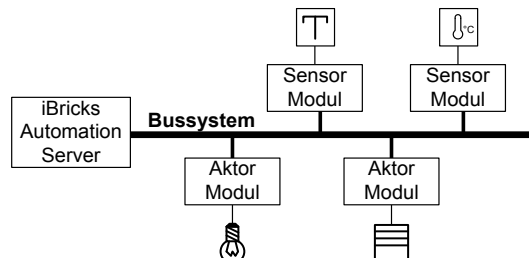 °C
Sensor
Modul
Sensor
Modul
iBricks
Automation
Server
Bussystem
Aktor
Modul
Aktor
Modul